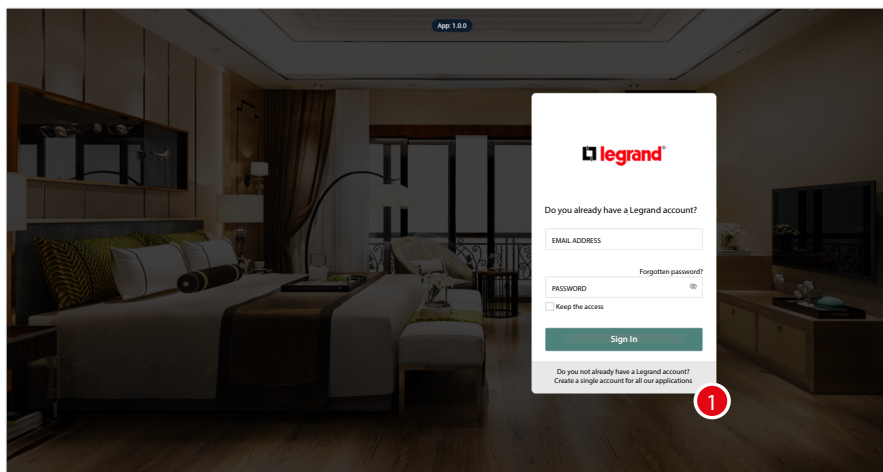 App: 1.0.0
legrand®
Do you already have a Legrand account?
EMAIL ADDRESS
Forgotten password?
PASSWORD
Keep the access
Sign In
Do you not already have a Legrand account?
Create a single account for all our applications
1